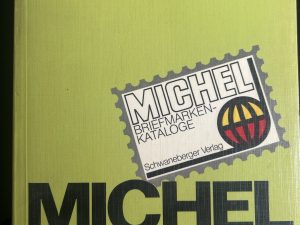 MICHEL
BRIEFMARKEN-
KATALOGE
Schwaneberger Verlag
MICHEL